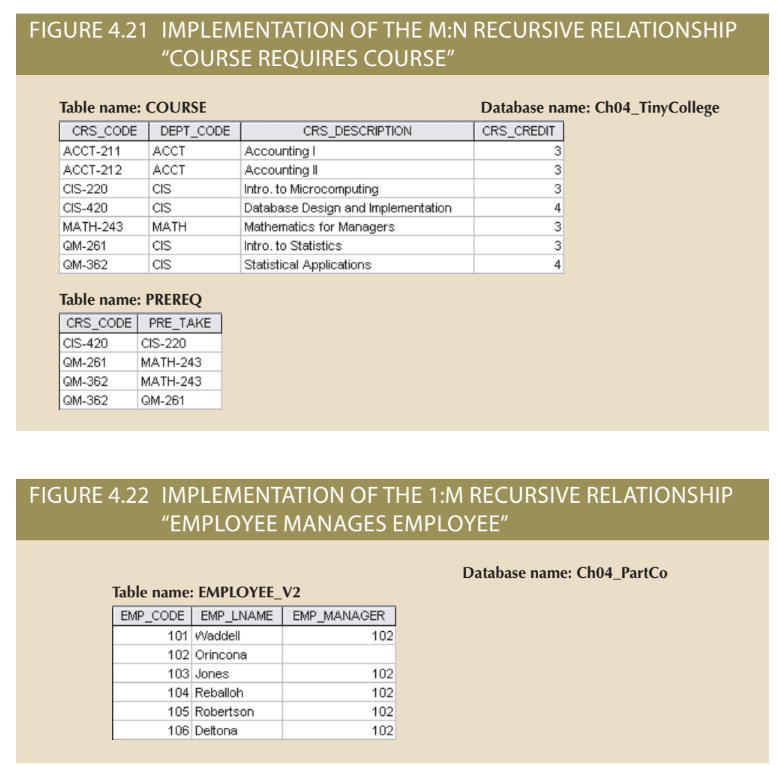 FIGURE 4.21 IMPLEMENTATION OF THE M:N RECURSIVE RELATIONSHIP
“COURSE REQUIRES COURSE”
Table name: COURSE Database name: Ch04_TinyCollege
CRS_CODE DEPT_CODE CRS_DESCRIPTION CRS_CREDIT
ACCT-211 ACCT Accounting I 3
ACCT-212 ACCT Accounting II 3
CIS-220 CIS Intro. to Microcomputing 3
CIS-420 CIS Database Design and Implementation 4
MATH-243 MATH Mathematics for Managers 3
QM-261 CIS Intro. to Statistics 3
QM-362 CIS Statistical Applications 4
Table name: PREREQ
CRS_CODE PRE_TAKE
CIS-420 CIS-220
QM-261 MATH-243
QM-362 MATH-243
QM-362 QM-261
FIGURE 4.22 IMPLEMENTATION OF THE 1:M RECURSIVE RELATIONSHIP
“EMPLOYEE MANAGES EMPLOYEE”
Database name: Ch04_PartCo
Table name: EMPLOYEE_V2
EMP_CODE EMP_LNAME EMP_MANAGER
101 Waddell 102
102 Orincona
103 Jones 102
104 Reballoh 102
105 Robertson 102
106 Deltona 102